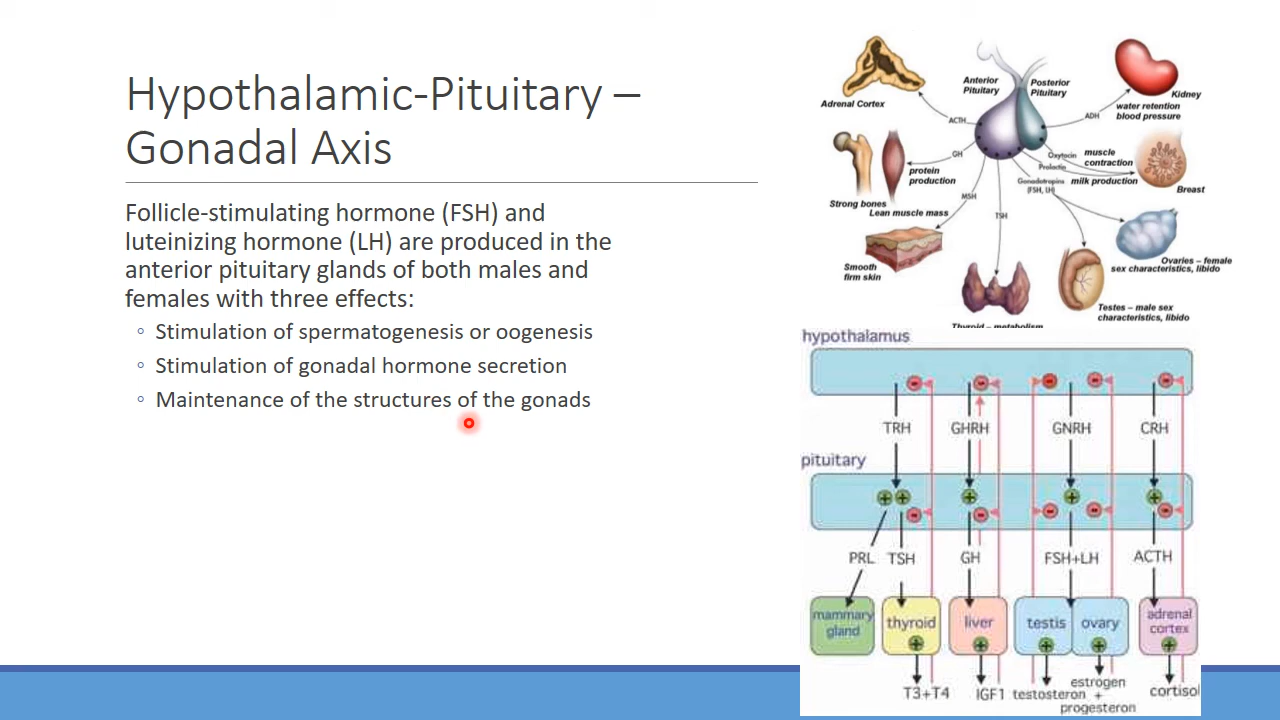 Hypothalamic-Pituitary –
Gonadal Axis
Follicle-stimulating hormone (FSH) and
luteinizing hormone (LH) are produced in the
anterior pituitary glands of both males and
females with three effects:
◦ Stimulation of spermatogenesis or oogenesis
◦ Stimulation of gonadal hormone secretion
◦ Maintenance of the structures of the gonads
Adrenal Cortex
Anterior
Pituitary
Posterior
Pituitary
Kidney
water retention
blood pressure
ACTH
ADH
GH
Oxytocin
muscle
contraction
Prolactin
milk production
Breast
Gonadotropins
(FSH, LH)
protein
production
Strong bones
Lean muscle mass
MSH
TSH
Smooth
firm skin
Ovaries – female
sex characteristics, libido
Testes – male sex
characteristics, libido
Thyroid – metabolism
hypothalamus
TRH
GHRH
GNRH
CRH
pituitary
PRL
TSH
GH
FSH+LH
ACTH
mammary
gland
thyroid
liver
testis
ovary
adrenal
cortex
T3+T4
IGF1
testosteron
estrogen
+
progesteron
cortisol